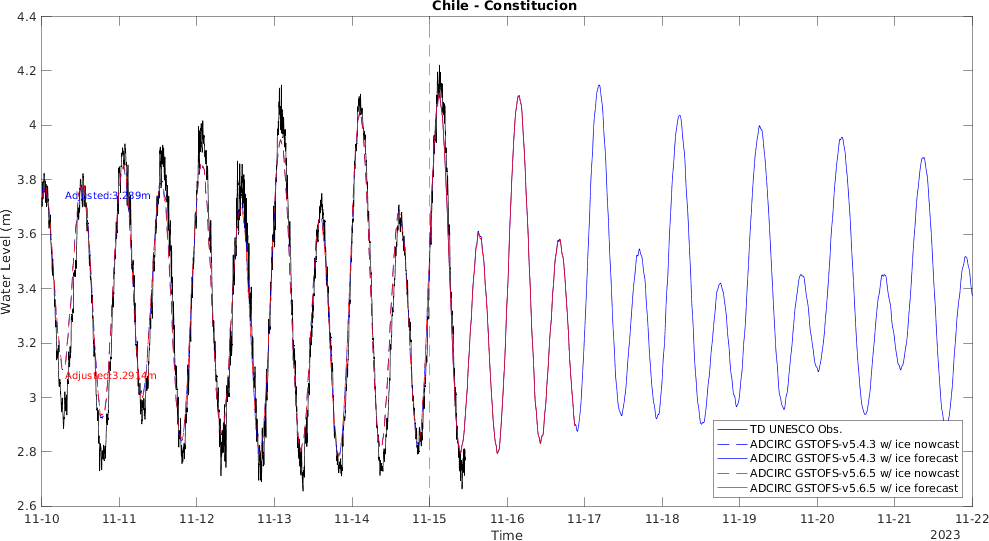 Chile - Constitucion
4.4
4.2
4
3.8
3.6
3.4
3.2
3
2.8
2.6
Water Level (m)
Adjusted:3.289m
Adjusted:3.2914m
TD UNESCO Obs.
ADCIRC GSTOFS-v5.4.3 w/ ice nowcast
ADCIRC GSTOFS-v5.4.3 w/ ice forecast
ADCIRC GSTOFS-v5.6.5 w/ ice nowcast
ADCIRC GSTOFS-v5.6.5 w/ ice forecast
11-10 11-11 11-12 11-13 11-14 11-15 11-16 11-17 11-18 11-19 11-20 11-21 11-22
Time
2023